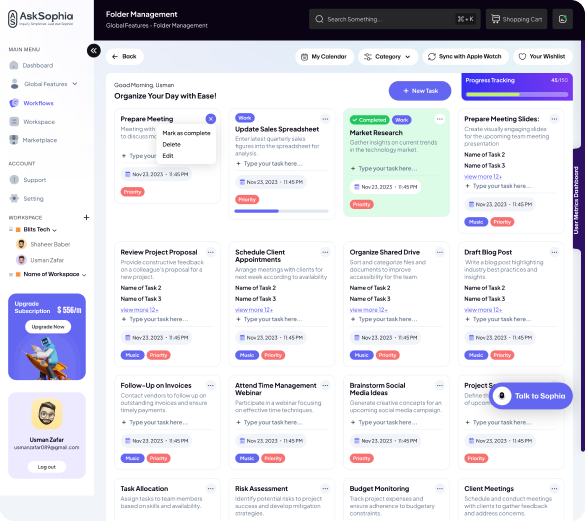 AskSophia
Inquiry Simplified. Less and Sophia
MAIN MENU
Dashboard
Global Features
Workflows
Workspace
Marketplace
ACCOUNT
Support
Setting
WORKSPACE +
Blits Tech
Shaheer Baber
Usman Zafar
Name of Workspace
Upgrade
Subscription
$ 556/m
Upgrade Now
Usman Zafar
usmanzafar089@gmail.com
Log out
Folder Management
Global Features - Folder Management
Search Something...
⌘+ K
Shopping Cart
← Back
My Calendor
Category
Sync with Apple Watch
Your Wishlist
Good Morning, Usman
Organize Your Day with Ease!
+ New Task
Progress Tracking
45/150
User Metrics Dashboard
Prepare Meeting
Meeting with
to discuss m
Mark as complete
Delete
Edit
+ Type your
Nov 23, 2023 • 11:45 PM
Priority
Work
Update Sales Spreadsheet
Enter latest quarterly sales
figures into the spreadsheet for
analysis.
+ Type your task here...
Nov 23, 2023 • 11:45 PM
Priority
Completed
Work
Market Research
Gather insights on current trends
in the technology market.
+ Type your task here...
Nov 23, 2023 • 11:45 PM
Priority
Prepare Meeting Slides:
Create visually engaging slides
for the upcoming team meeting
presentation
Name of Task 2
Name of Task 3
view more 12+
+ Type your task here...
Nov 23, 2023 • 11:45 PM
Music
Priority
Review Project Proposal
Provide constructive feedback
on a colleague's proposal for a
new project.
Name of Task 2
Name of Task 3
view more 12+
+ Type your task here...
Nov 23, 2023 • 11:45 PM
Music
Priority
Schedule Client
Appointments
Arrange meetings with clients for
next week according to availability
Name of Task 2
Name of Task 3
view more 12+
+ Type your task here...
Nov 23, 2023 • 11:45 PM
Music
Priority
Organize Shared Drive
Sort and categorize files and
documents to improve
accessibility for the team.
Name of Task 2
Name of Task 3
view more 12+
+ Type your task here...
Nov 23, 2023 • 11:45 PM
Music
Priority
Draft Blog Post
Write a blog post highlighting
industry best practices and
insights.
Name of Task 2
Name of Task 3
view more 12+
+ Type your task here...
Nov 23, 2023 • 11:45 PM
Music
Priority
Follow-Up on Invoices
Contact vendors to follow up on
outstanding invoices and ensure
timely payments.
+ Type your task here...
Nov 23, 2023 • 11:45 PM
Music
Priority
Attend Time Management
Webinar
Participate in a webinar focusing
on effective time techniques.
+ Type your task here...
Nov 23, 2023 • 11:45 PM
Music
Priority
Brainstorm Social
Media Ideas
Generate creative concepts for an
upcoming social media campaign.
+ Type your task here...
Nov 23, 2023 • 11:45 PM
Priority
Project S
Define th
of upcom
Talk to Sophia
+ Type your task here...
Nov 23, 2023 • 11:45 PM
Priority
Task Allocation
Assign tasks to team members
based on skills and availability.
Risk Assessment
Identify potential risks to project
success and develop mitigation
strategies.
Budget Monitoring
Track project expenses and
ensure adherence to budgetary
constraints.
Client Meetings
Schedule and conduct meetings
with clients to gather feedback
and address concerns.